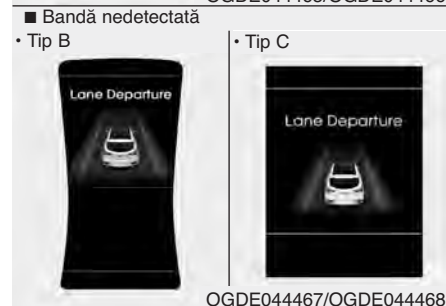 ■ Bandă nedetectată
• Tip B
• Tip C
Lane Departure
Lane Departure
OGDE044467/OGDE044468